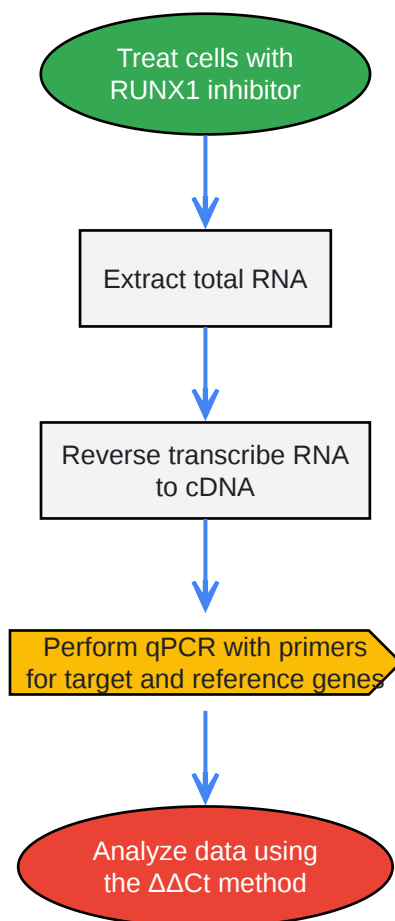 Treat cells with
RUNX1 inhibitor
Extract total RNA
Reverse transcribe RNA
to cDNA
Perform qPCR with primers
for target and reference genes
Analyze data using
the ΔΔCt method